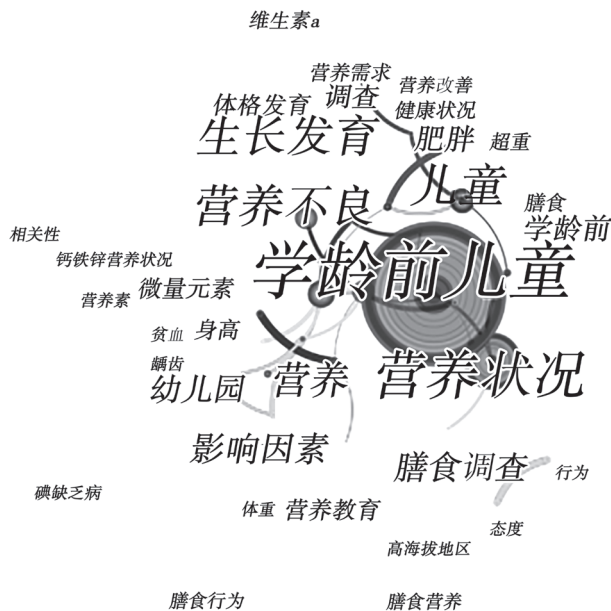 维生素a
营养需求
营养改善
体格发育
调查
健康状况
生长发育
肥胖
超重
儿童
营养不良
膳食
学龄前
相关性
学龄前儿童
钙铁锌营养状况
营养素
微量元素
贫血
身高
龋齿
幼儿园
营养
营养状况
影响因素
膳食调查
行为
碘缺乏病
体重
营养教育
态度
高海拔地区
膳食行为
膳食营养